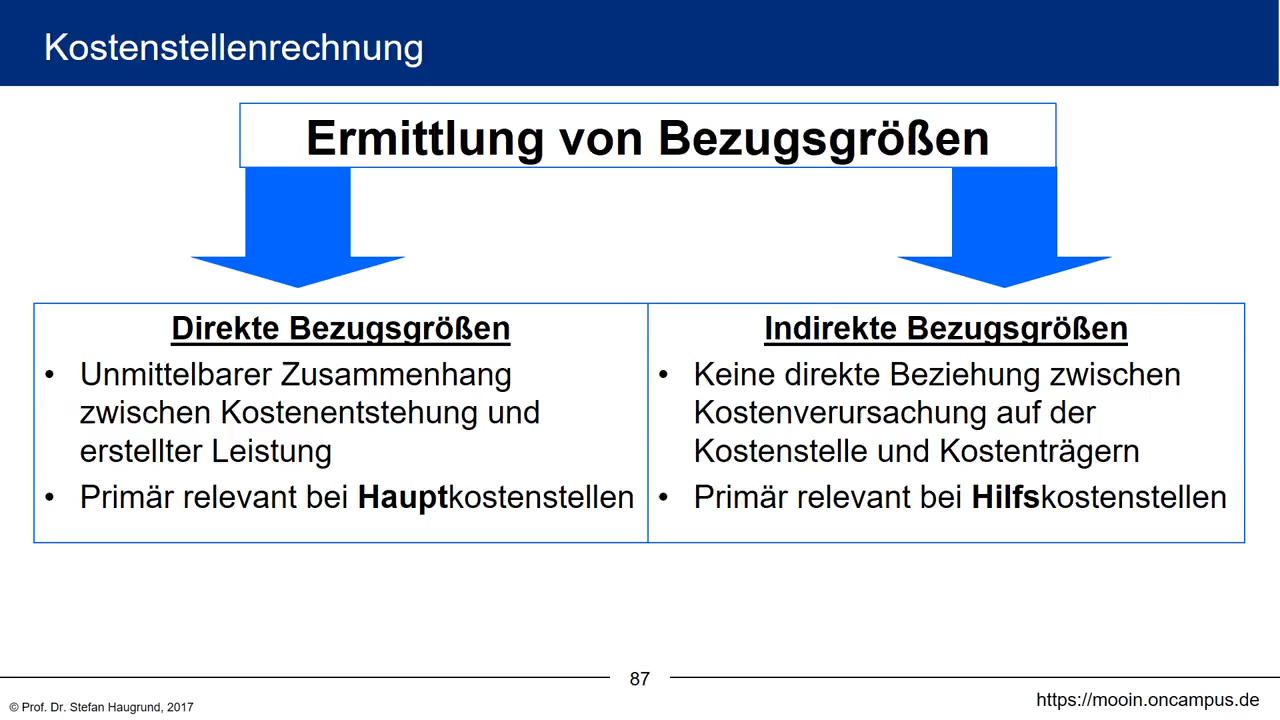 Kostenstellenrechnung
Ermittlung von Bezugsgrößen
Direkte Bezugsgrößen
• Unmittelbarer Zusammenhang
zwischen Kostenentstehung und
erstellter Leistung
• Primär relevant bei Hauptkostenstellen
Indirekte Bezugsgrößen
• Keine direkte Beziehung zwischen
Kostenverursachung auf der
Kostenstelle und Kostenträgern
• Primär relevant bei Hilfskostenstellen
87
© Prof. Dr. Stefan Haugrund, 2017
https://mooin.oncampus.de